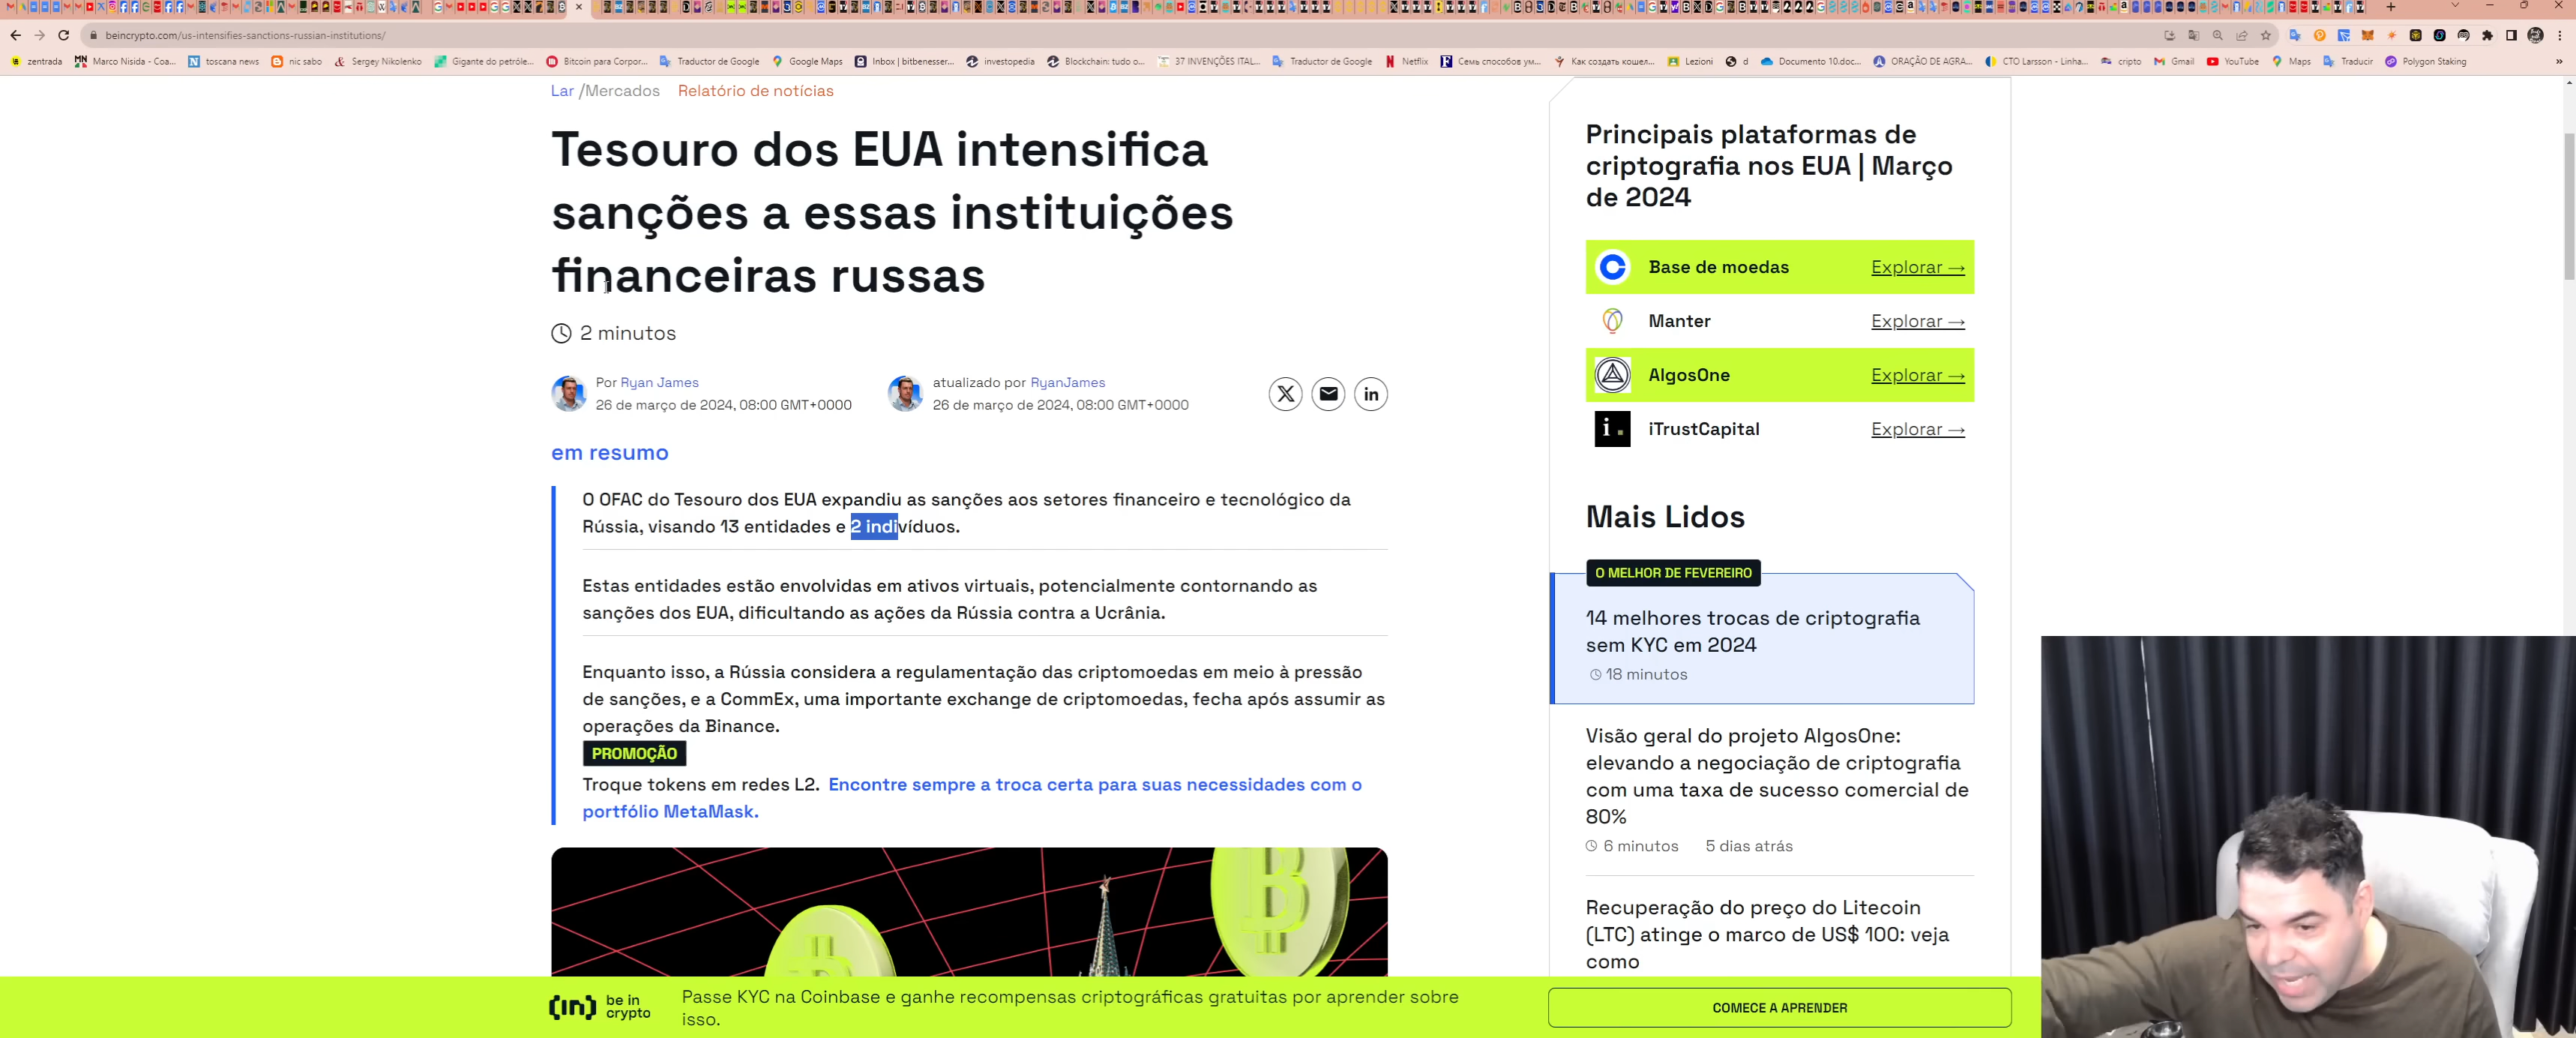 beincrypto.com/us-intensifies-sanctions-russian-institutions/
zentrada
Marco Nisida - Coa...
toscana news
nic sabo
Sergey Nikolenko
Gigante do petróle...
Bitcoin para Corpor...
Traductor de Google
Google Maps
Inbox | bitbenesser...
investopedia
Blockchain: tudo o...
37 INVENÇÕES ITAL...
Traductor de Google
Netflix
Семь способов ум...
Как создать кошел...
Lezioni
d
Documento 10.doc...
ORAÇÃO DE AGRA...
CTO Larsson - Linha...
cripto
Gmail
YouTube
Maps
Traducir
Polygon Staking
»
Lar /Mercados Relatório de notícias
Tesouro dos EUA intensifica
sanções a essas instituições
financeiras russas
2 minutos
Por Ryan James
26 de março de 2024, 08:00 GMT+0000
atualizado por RyanJames
26 de março de 2024, 08:00 GMT+0000
em resumo
O OFAC do Tesouro dos EUA expandiu as sanções aos setores financeiro e tecnológico da
Rússia, visando 13 entidades e 2 indivíduos.
Estas entidades estão envolvidas em ativos virtuais, potencialmente contornando as
sanções dos EUA, dificultando as ações da Rússia contra a Ucrânia.
Enquanto isso, a Rússia considera a regulamentação das criptomoedas em meio à pressão
de sanções, e a CommEx, uma importante exchange de criptomoedas, fecha após assumir as
operações da Binance.
PROMOÇÃO
Troque tokens em redes L2. Encontre sempre a troca certa para suas necessidades com o
portfólio MetaMask.
Principais plataformas de
criptografia nos EUA | Março
de 2024
Base de moedas Explorar →
Manter Explorar →
AlgosOne Explorar →
iTrustCapital Explorar →
Mais Lidos
O MELHOR DE FEVEREIRO
14 melhores trocas de criptografia
sem KYC em 2024
18 minutos
Visão geral do projeto AlgosOne:
elevando a negociação de criptografia
com uma taxa de sucesso comercial de
80%
6 minutos 5 dias atrás
Recuperação do preço do Litecoin
(LTC) atinge o marco de US$ 100: veja
como
(in) be in
crypto
Passe KYC na Coinbase e ganhe recompensas criptográficas gratuitas por aprender sobre
isso.
COMECE A APRENDER